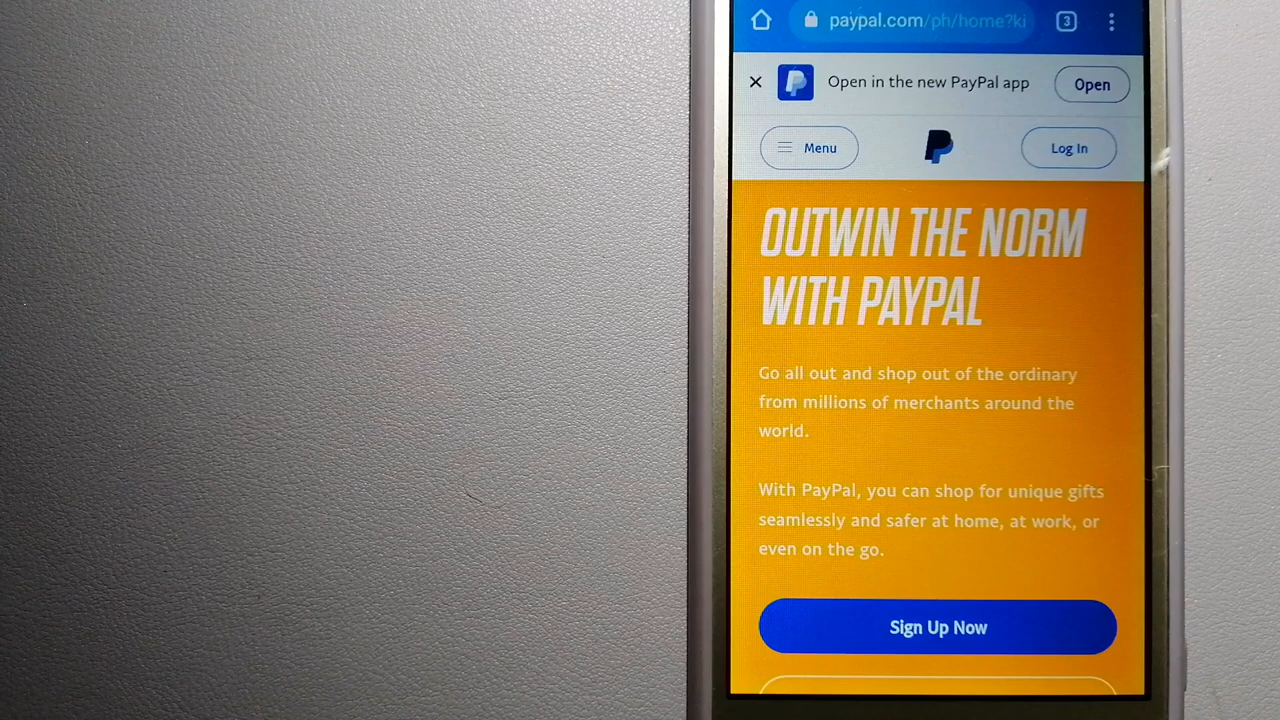 paypal.com/ph/home?ki
3
Open in the new PayPal app
Open
Menu
Log In
OUTWIN THE NORM
WITH PAYPAL
Go all out and shop out of the ordinary
from millions of merchants around the
world.
With PayPal, you can shop for unique gifts
seamlessly and safer at home, at work, or
even on the go.
Sign Up Now